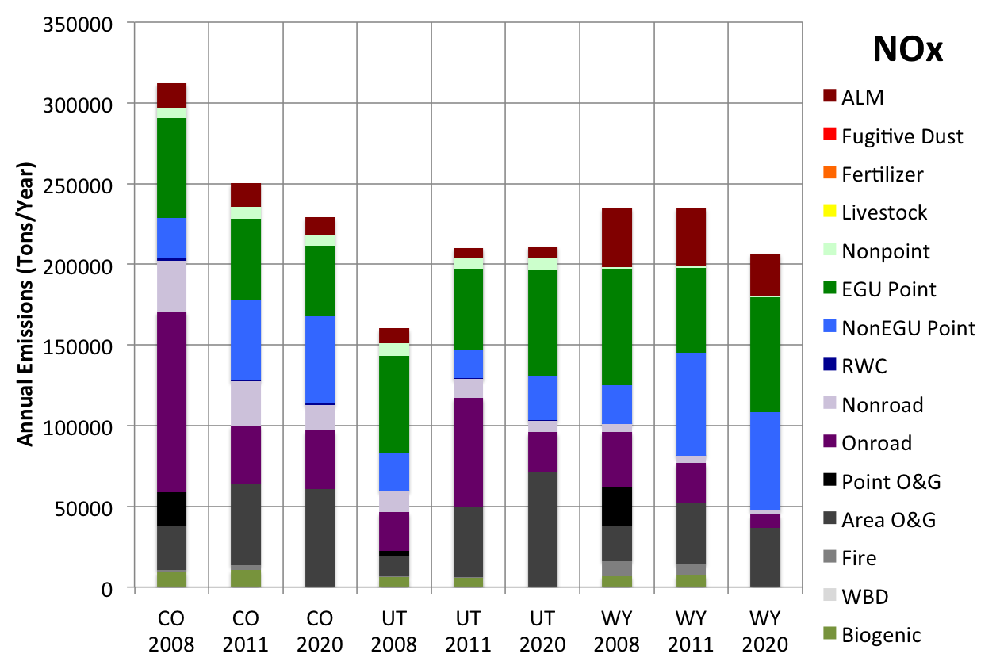 NOx
350000
300000
250000
200000
150000
100000
50000
0
Annual Emissions (Tons/Year)
CO 2008
CO 2011
CO 2020
UT 2008
UT 2011
UT 2020
WY 2008
WY 2011
WY 2020
ALM
Fugitive Dust
Fertilizer
Livestock
Nonpoint
EGU Point
NonEGU Point
RWC
Nonroad
Onroad
Point O&G
Area O&G
Fire
WBD
Biogenic